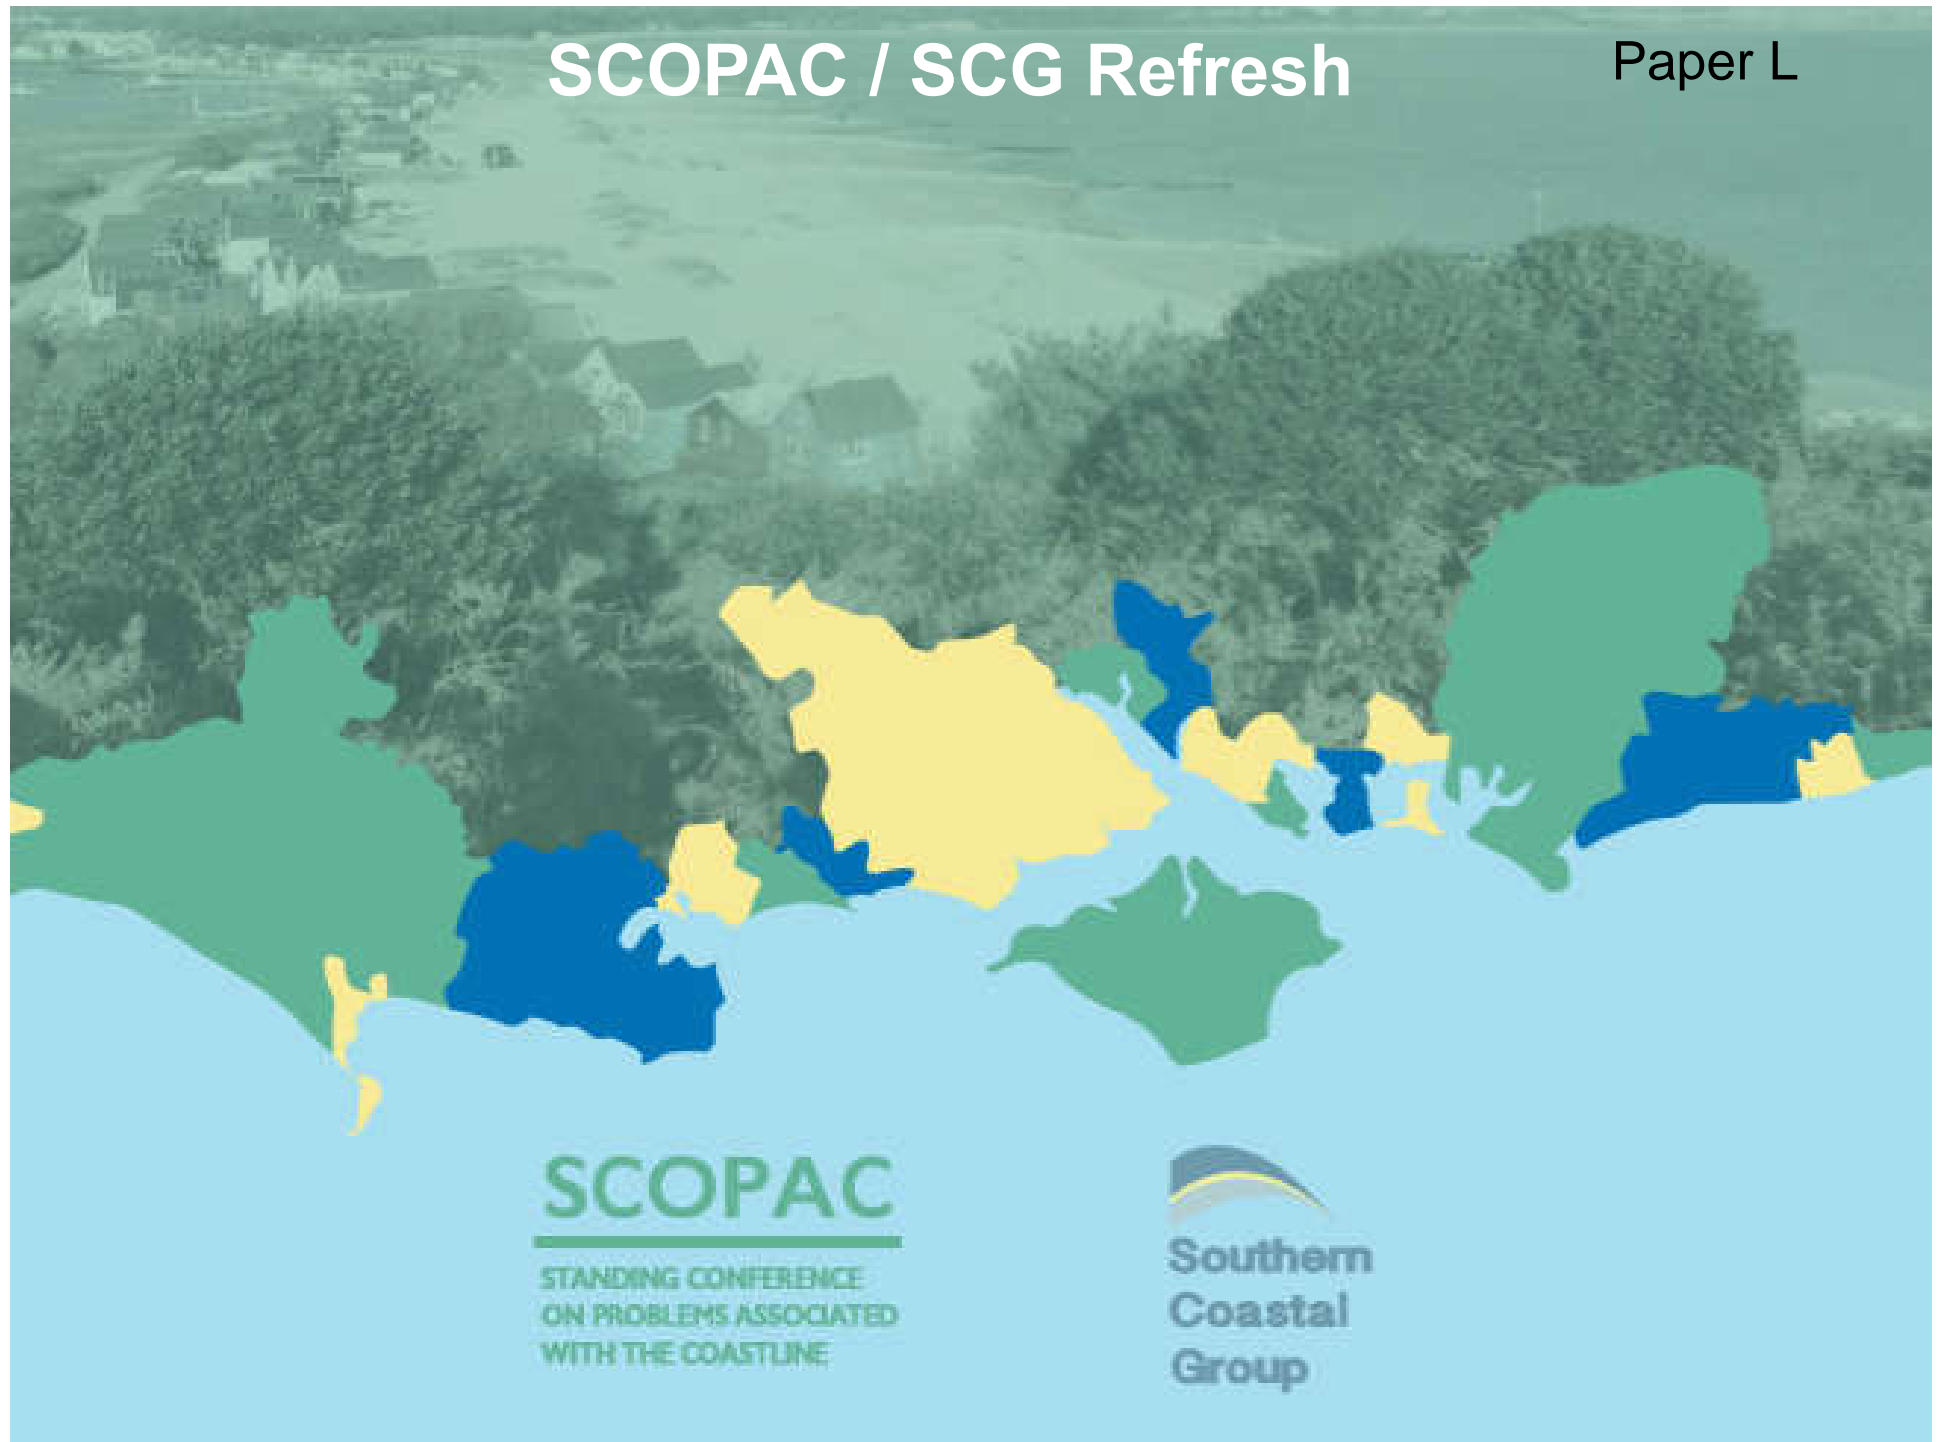 SCOPAC / SCG Refresh
Paper L
SCOPAC
STANDING CONFERENCE
ON PROBLEMS ASSOCIATED
WITH THE COASTLINE
Southern
Coastal
Group